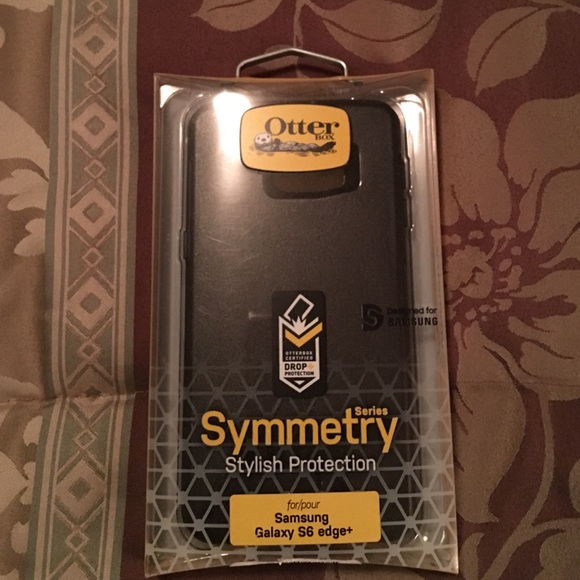 Otter
BOX
Designed for
SAMSUNG
OTTERBOX
CERTIFIED
DROP+
PROTECTION
Series
Symmetry
Stylish Protection
for/pour
Samsung
Galaxy S6 edge+